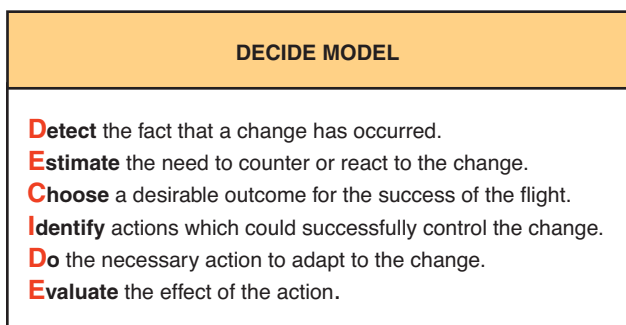 DECIDE MODEL
Detect the fact that a change has occurred.
Estimate the need to counter or react to the change.
Choose a desirable outcome for the success of the flight.
Identify actions which could successfully control the change.
Do the necessary action to adapt to the change.
Evaluate the effect of the action.